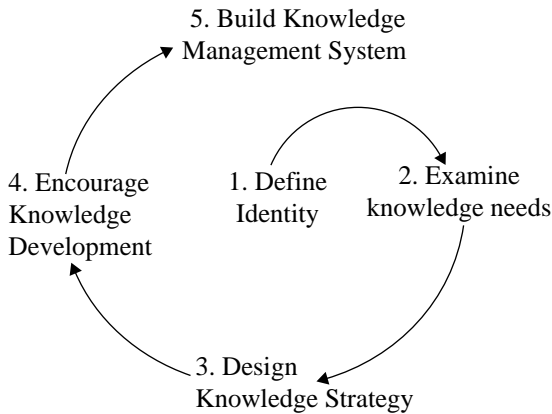 5. Build Knowledge
Management System
1. Define
Identity
2. Examine
knowledge needs
4. Encourage
Knowledge
Development
3. Design
Knowledge Strategy